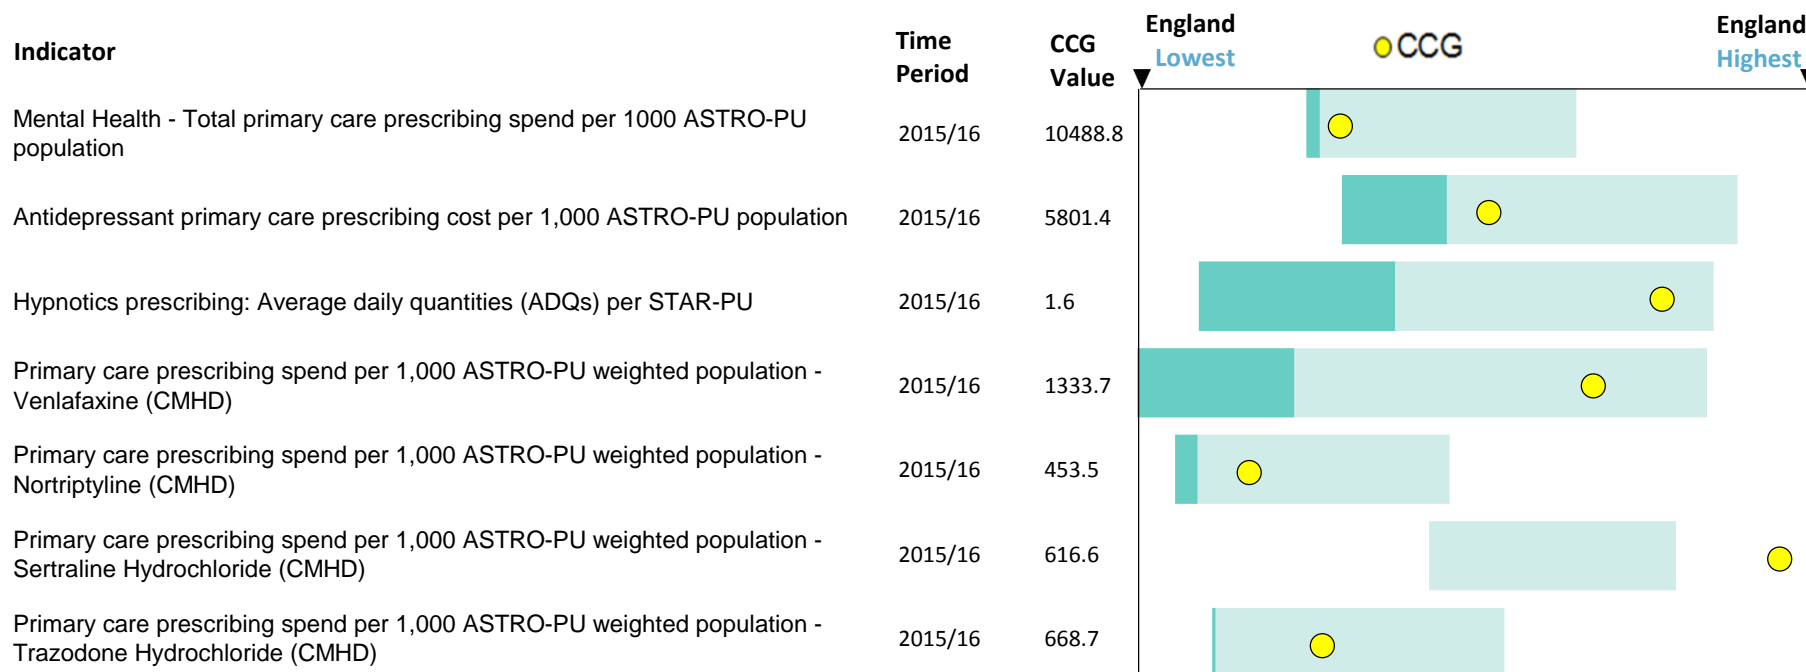 Indicator
Time
Period
CCG
Value
England
Lowest
CCG
England
Highest
Mental Health - Total primary care prescribing spend per 1000 ASTRO-PU
population
2015/16
10488.8
Antidepressant primary care prescribing cost per 1,000 ASTRO-PU population
2015/16
5801.4
Hypnotics prescribing: Average daily quantities (ADQs) per STAR-PU
2015/16
1.6
Primary care prescribing spend per 1,000 ASTRO-PU weighted population -
Venlafaxine (CMHD)
2015/16
1333.7
Primary care prescribing spend per 1,000 ASTRO-PU weighted population -
Nortriptyline (CMHD)
2015/16
453.5
Primary care prescribing spend per 1,000 ASTRO-PU weighted population -
Sertraline Hydrochloride (CMHD)
2015/16
616.6
Primary care prescribing spend per 1,000 ASTRO-PU weighted population -
Trazodone Hydrochloride (CMHD)
2015/16
668.7